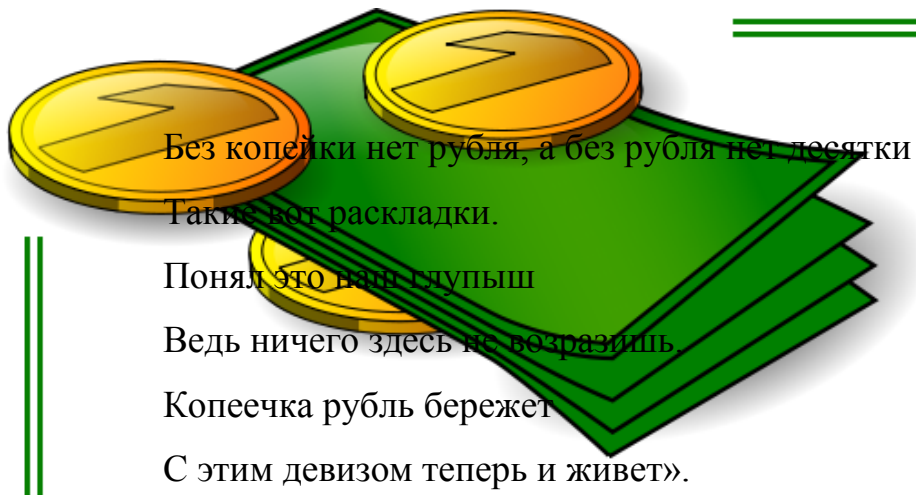 Без копейки нет рубля, а без рубля нет десятки
Такие вот раскладки.
Понял это наш глупыш
Ведь ничего здесь не возразишь,
Копеечка рубль бережет
С этим девизом теперь и живет».